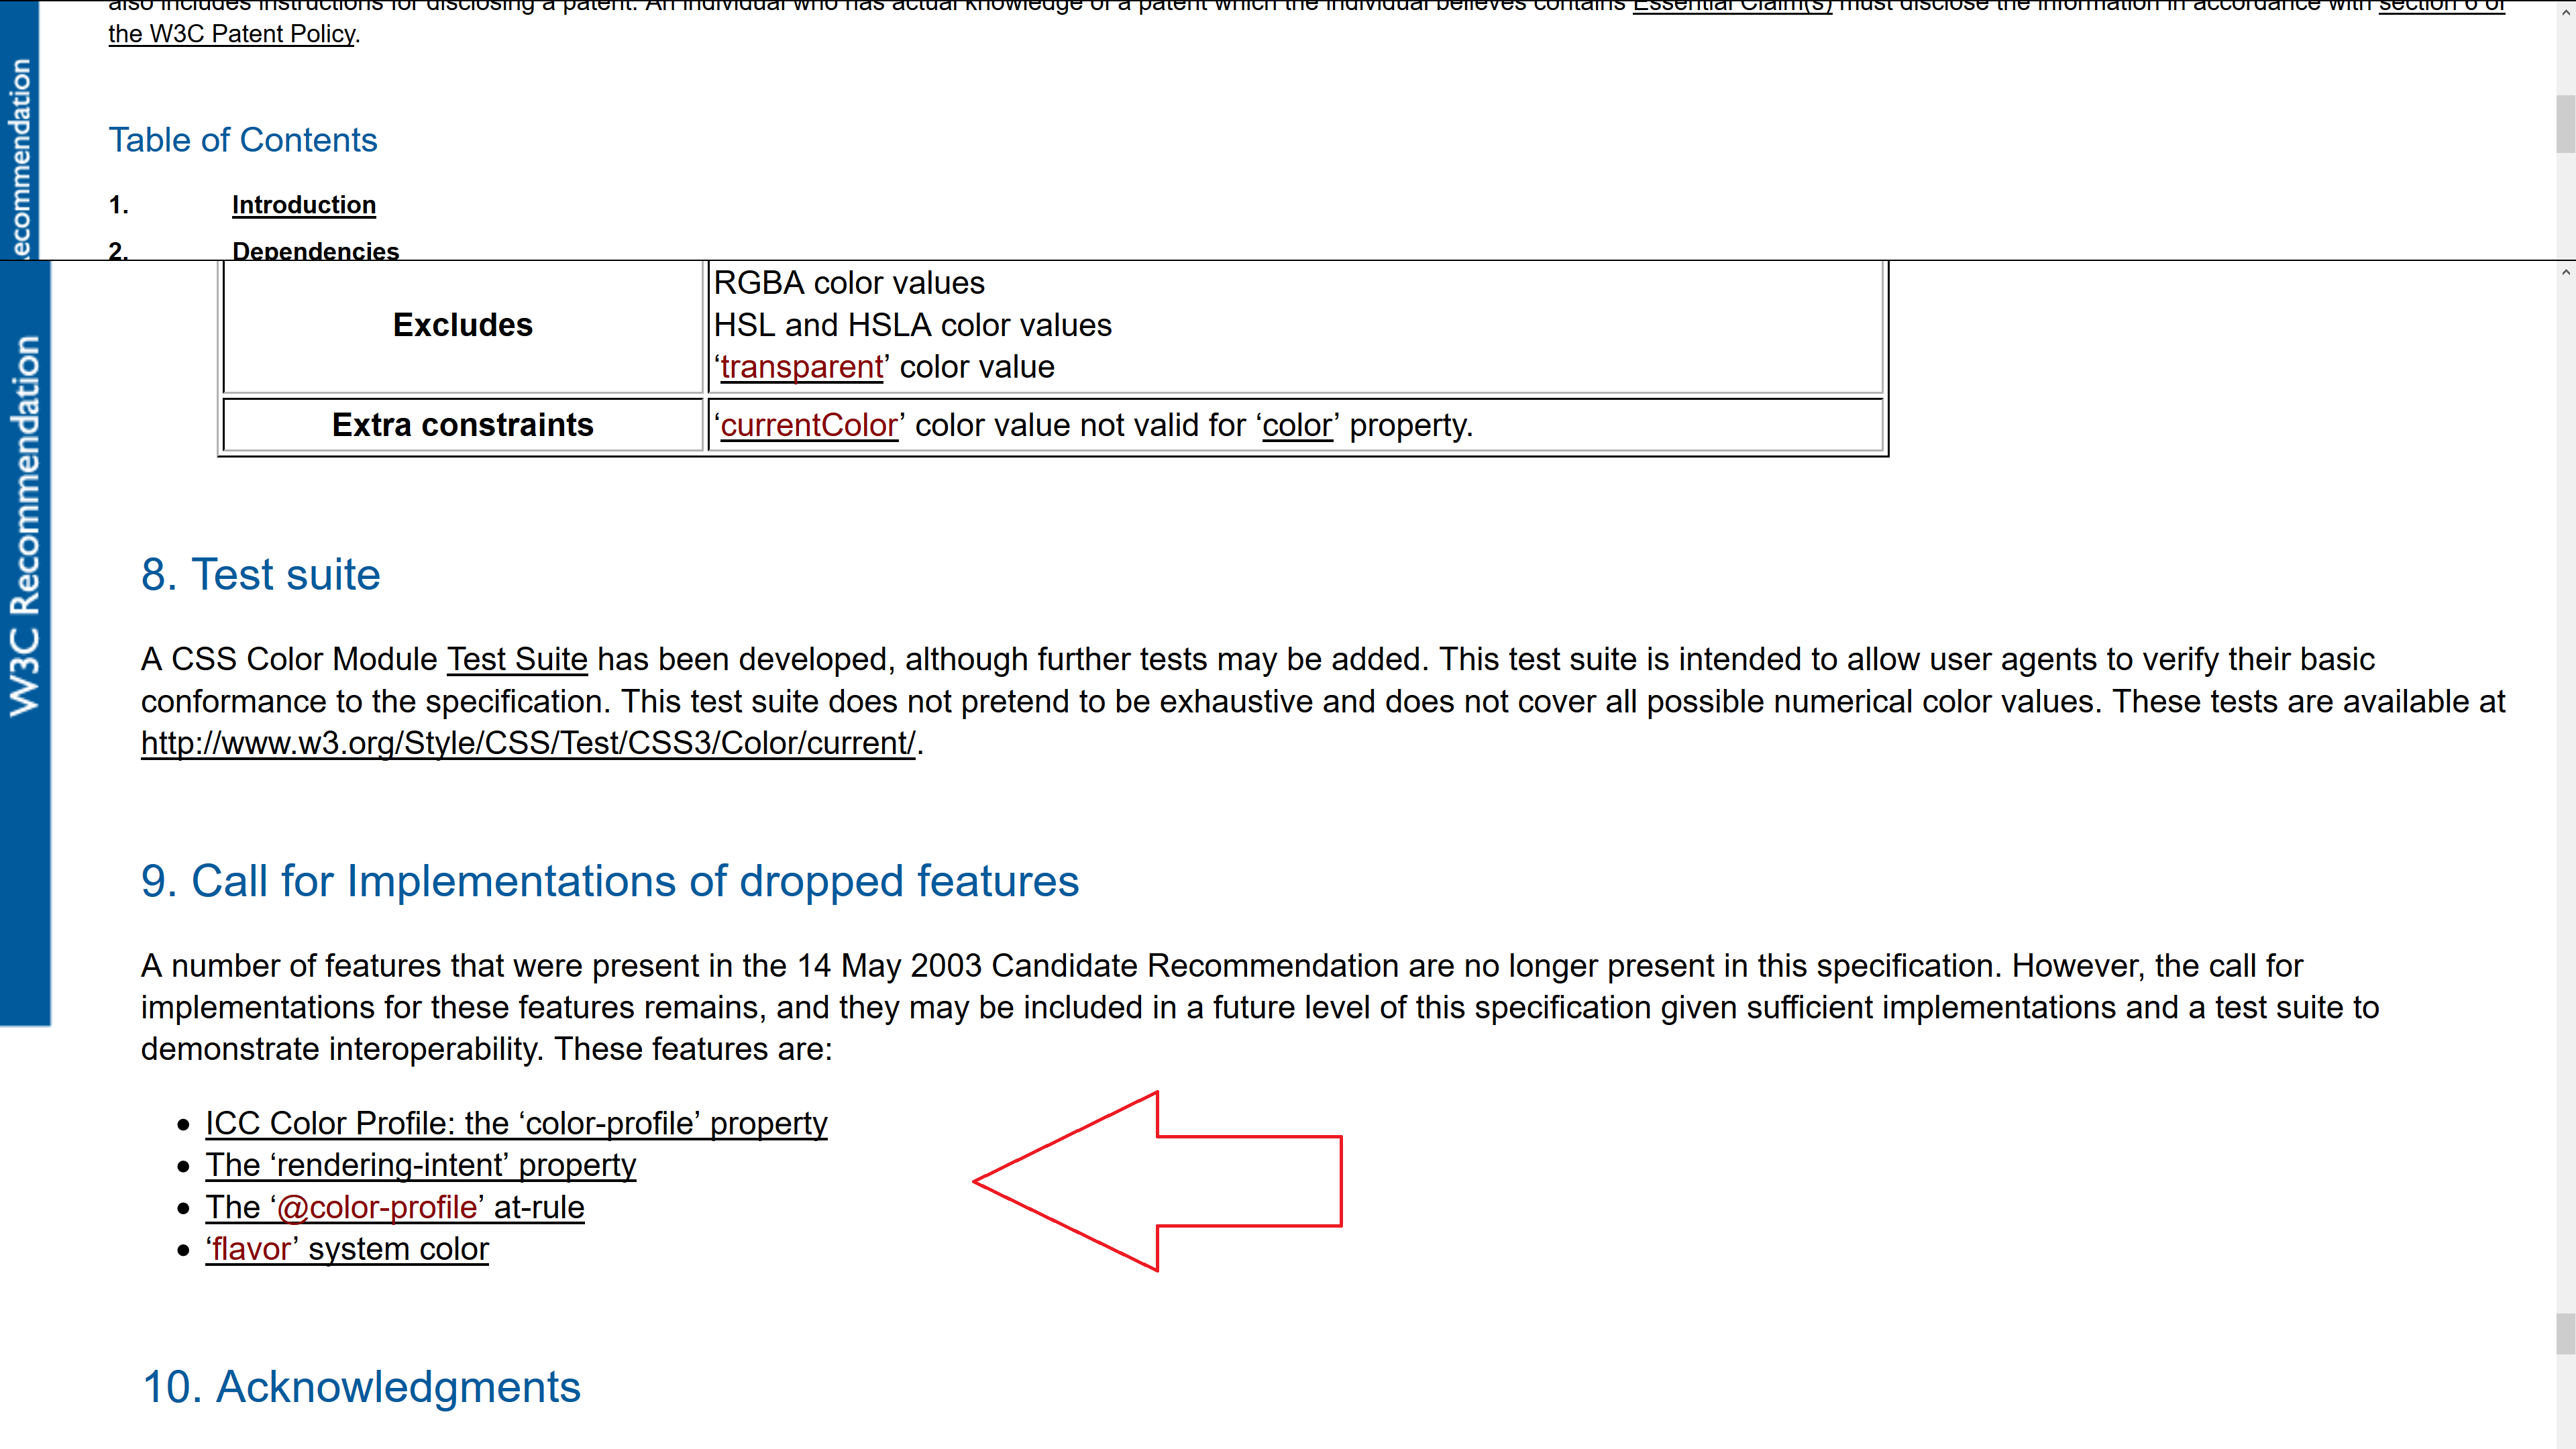 also includes instructions for disclosing a patent. An individual who has actual knowledge of a patent which the individual believes contains Essential Claim(s) must disclose the information in accordance with section 6 of
the W3C Patent Policy.
ecommendation
Table of Contents
1. Introduction
2. Dependencies
W3C Recommendation
Excludes
RGBA color values
HSL and HSLA color values
‘transparent’ color value
Extra constraints
‘currentColor’ color value not valid for ‘color’ property.
8. Test suite
A CSS Color Module Test Suite has been developed, although further tests may be added. This test suite is intended to allow user agents to verify their basic
conformance to the specification. This test suite does not pretend to be exhaustive and does not cover all possible numerical color values. These tests are available at
http://www.w3.org/Style/CSS/Test/CSS3/Color/current/.
9. Call for Implementations of dropped features
A number of features that were present in the 14 May 2003 Candidate Recommendation are no longer present in this specification. However, the call for
implementations for these features remains, and they may be included in a future level of this specification given sufficient implementations and a test suite to
demonstrate interoperability. These features are:
• ICC Color Profile: the ‘color-profile’ property
• The ‘rendering-intent’ property
• The ‘@color-profile’ at-rule
• ‘flavor’ system color
10. Acknowledgments